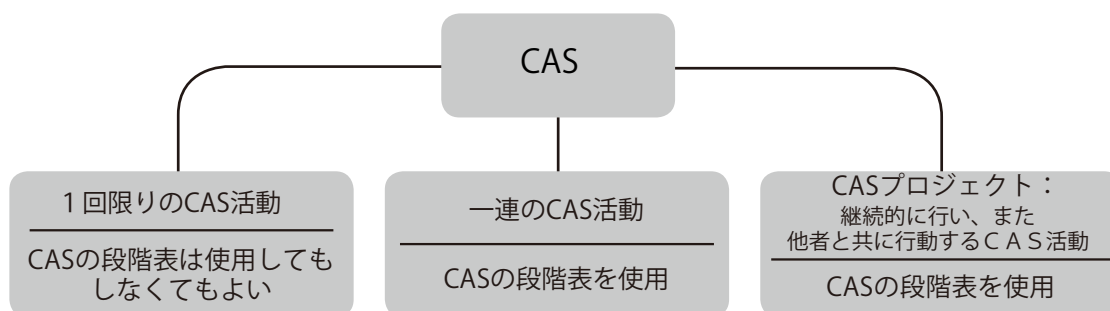 CAS
１回限りのCAS活動
CASの段階表は使用しても
しなくてもよい
一連のCAS活動
CASの段階表を使用
CASプロジェクト：
継続的に行い、また
他者と共に行動するＣＡＳ活動
CASの段階表を使用